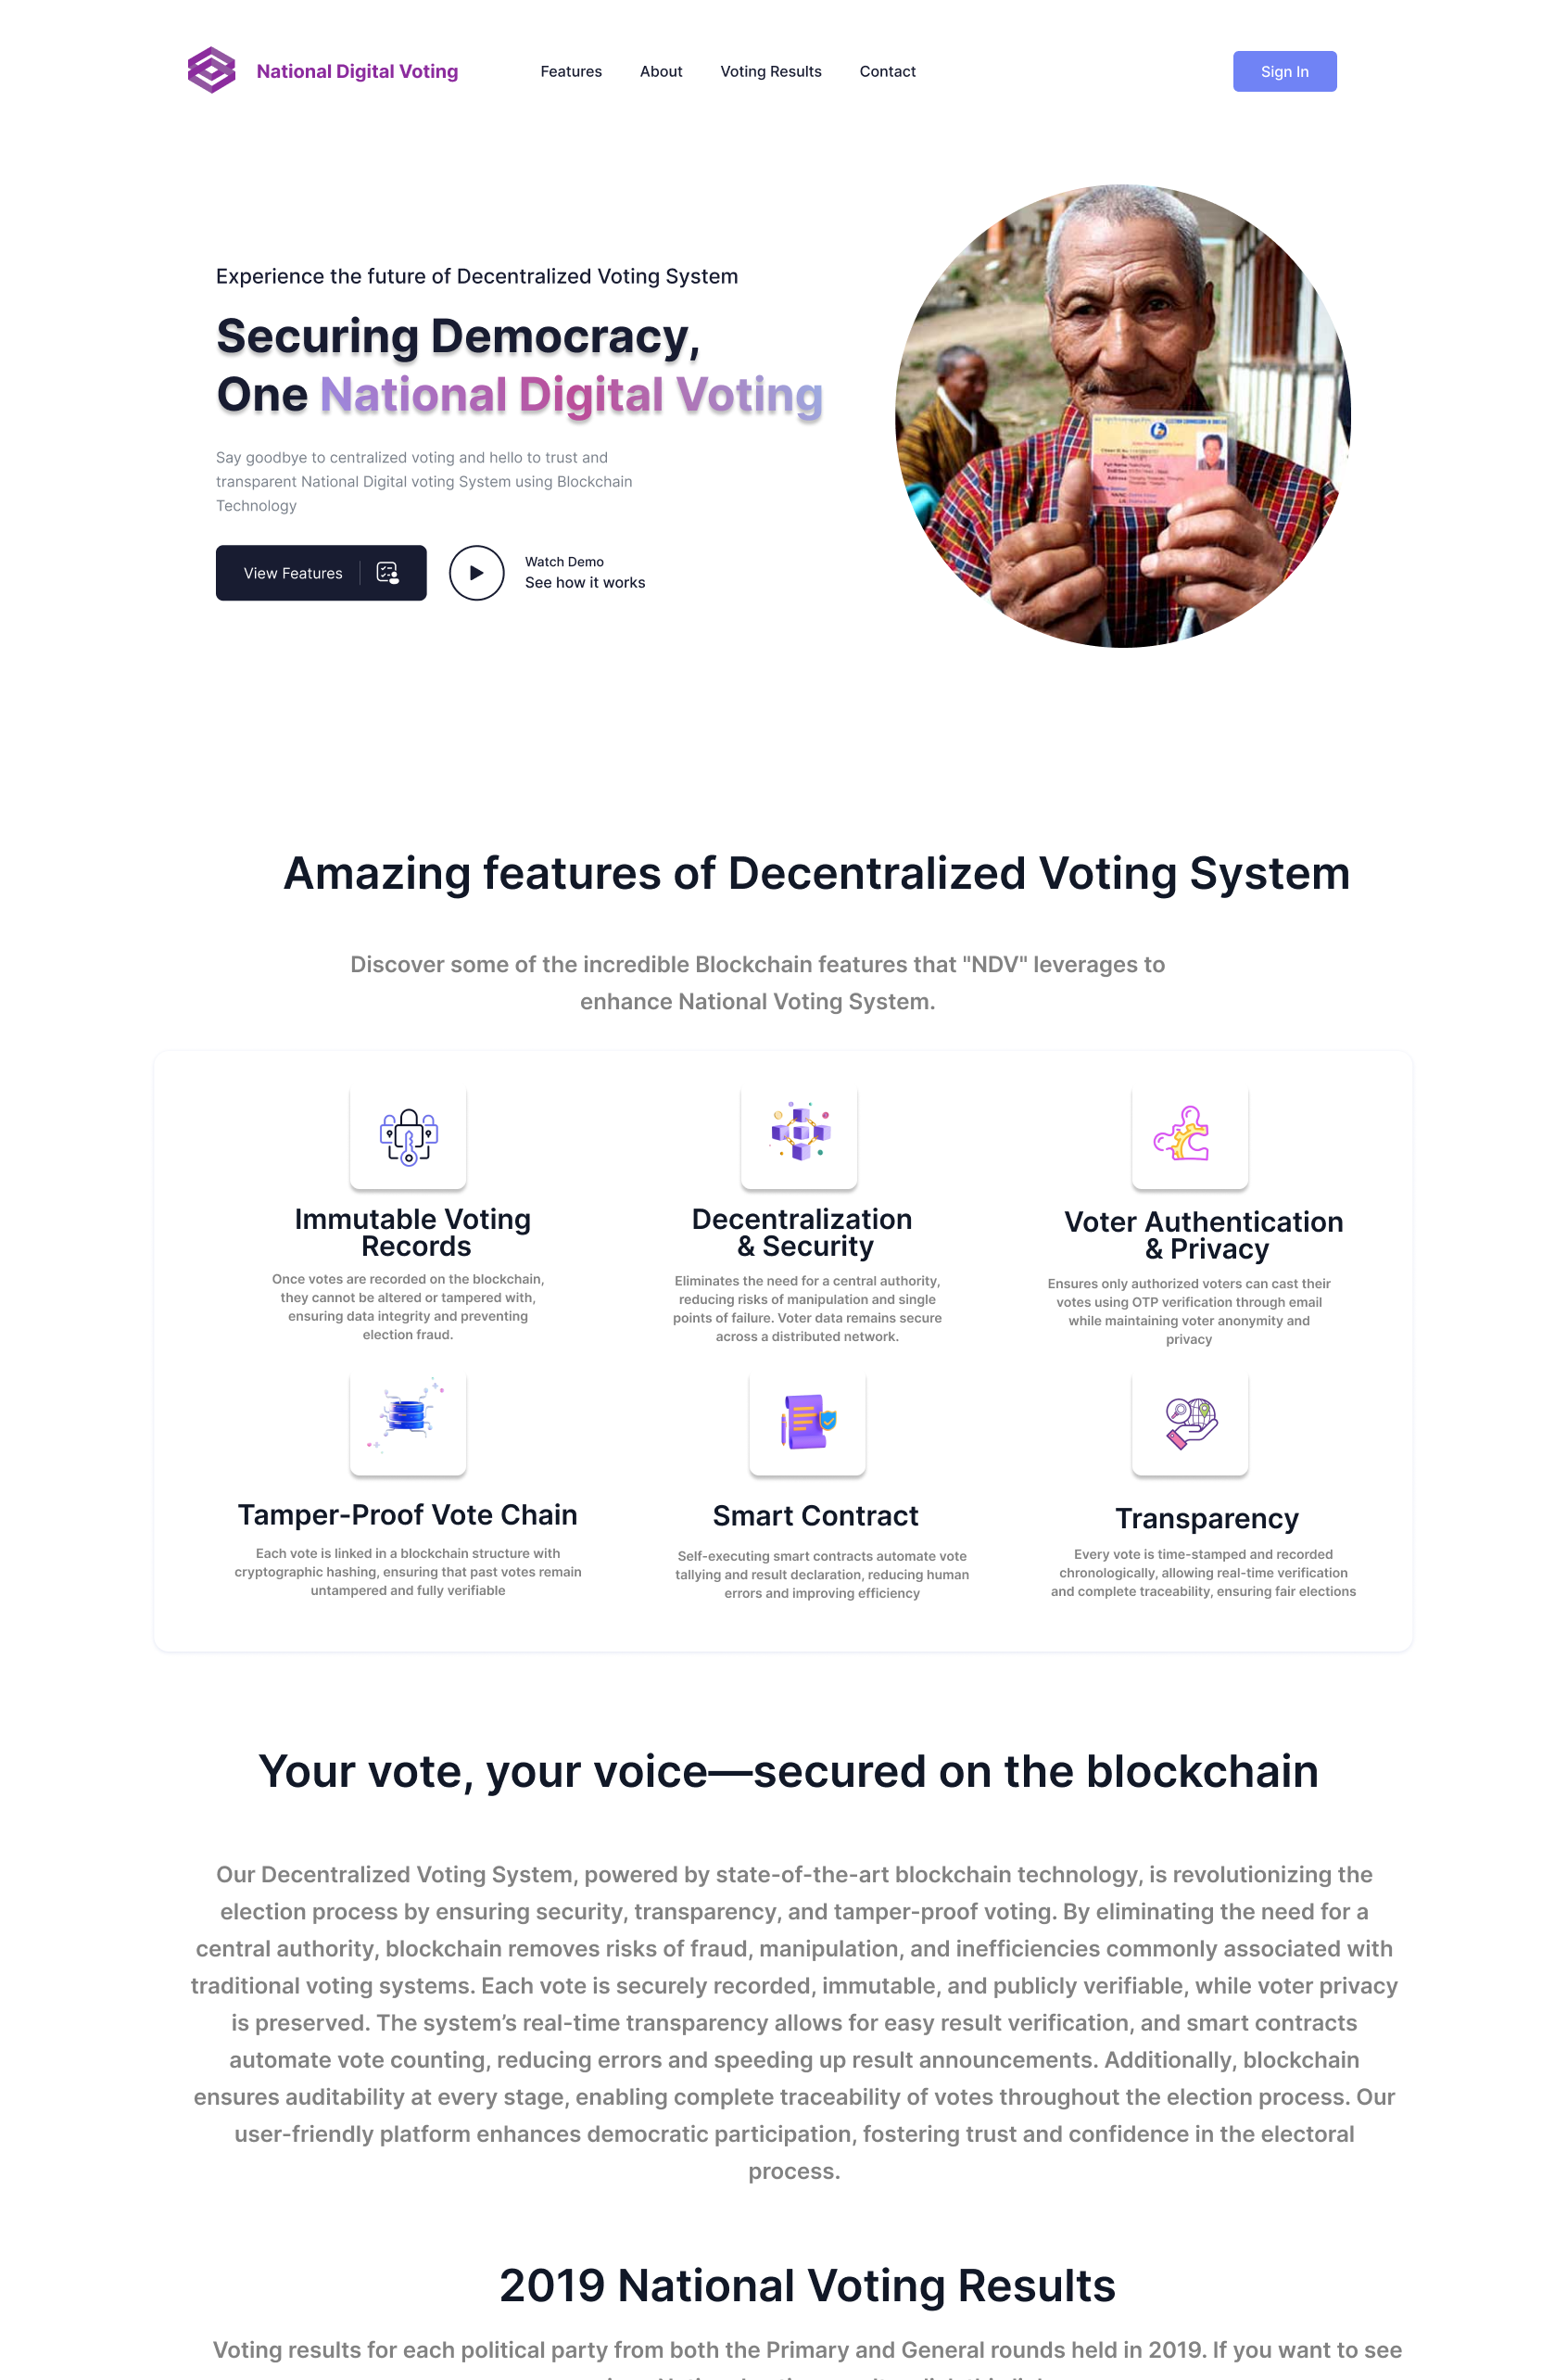 National Digital Voting
Features
About
Voting Results
Contact
Sign In
Experience the future of Decentralized Voting System
Securing Democracy,
One National Digital Voting
Say goodbye to centralized voting and hello to trust and
transparent National Digital voting System using Blockchain
Technology
View Features
Watch Demo
See how it works
Amazing features of Decentralized Voting System
Discover some of the incredible Blockchain features that "NDV" leverages to
enhance National Voting System.
Immutable Voting
Records
Once votes are recorded on the blockchain,
they cannot be altered or tampered with,
ensuring data integrity and preventing
election fraud.
Decentralization
& Security
Eliminates the need for a central authority,
reducing risks of manipulation and single
points of failure. Voter data remains secure
across a distributed network.
Voter Authentication
& Privacy
Ensures only authorized voters can cast their
votes using OTP verification through email
while maintaining voter anonymity and
privacy
Tamper-Proof Vote Chain
Each vote is linked in a blockchain structure with
cryptographic hashing, ensuring that past votes remain
untampered and fully verifiable
Smart Contract
Self-executing smart contracts automate vote
tallying and result declaration, reducing human
errors and improving efficiency
Transparency
Every vote is time-stamped and recorded
chronologically, allowing real-time verification
and complete traceability, ensuring fair elections
Your vote, your voice—secured on the blockchain
Our Decentralized Voting System, powered by state-of-the-art blockchain technology, is revolutionizing the
election process by ensuring security, transparency, and tamper-proof voting. By eliminating the need for a
central authority, blockchain removes risks of fraud, manipulation, and inefficiencies commonly associated with
traditional voting systems. Each vote is securely recorded, immutable, and publicly verifiable, while voter privacy
is preserved. The system’s real-time transparency allows for easy result verification, and smart contracts
automate vote counting, reducing errors and speeding up result announcements. Additionally, blockchain
ensures auditability at every stage, enabling complete traceability of votes throughout the election process. Our
user-friendly platform enhances democratic participation, fostering trust and confidence in the electoral
process.
2019 National Voting Results
Voting results for each political party from both the Primary and General rounds held in 2019. If you want to see